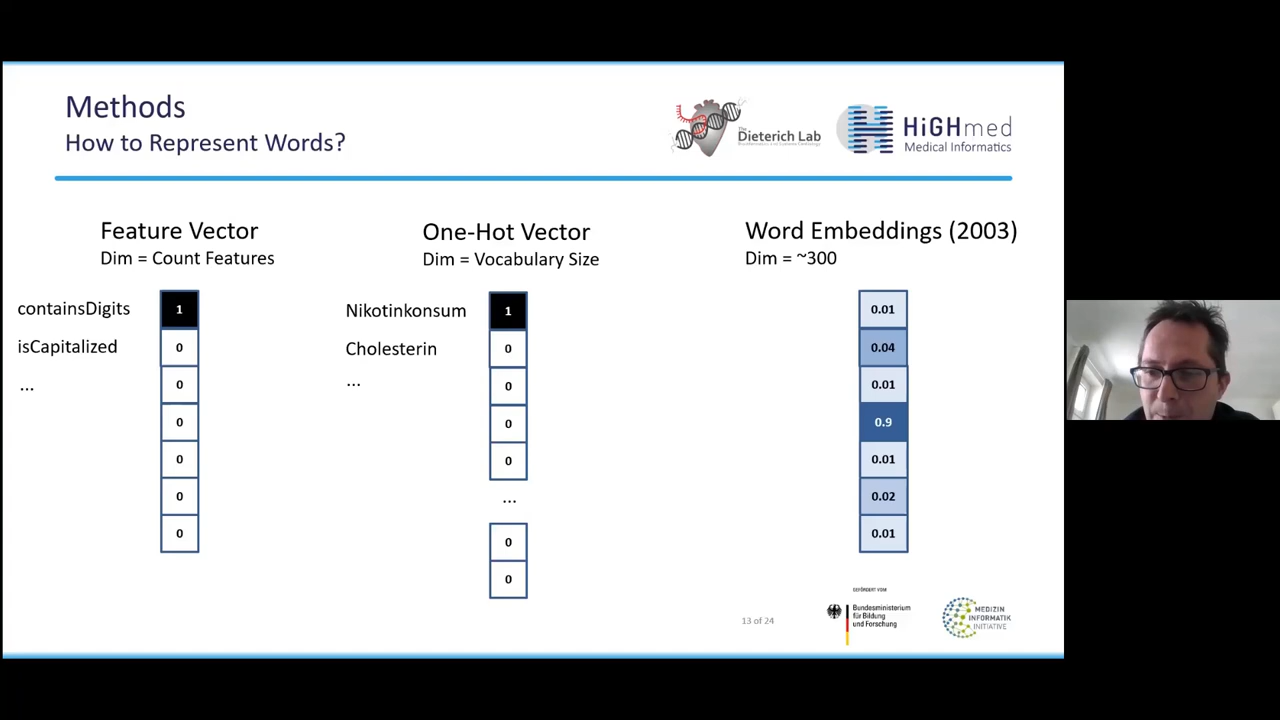 Methods
How to Represent Words?
Dieterich Lab
HiGHmed
Medical Informatics
Feature Vector
Dim = Count Features
containsDigits
isCapitalized
...
1
0
0
0
0
0
0
One-Hot Vector
Dim = Vocabulary Size
Nikotinkonsum
Cholesterin
...
1
0
0
0
0
...
0
0
Word Embeddings (2003)
Dim = ~300
0.01
0.04
0.01
0.9
0.01
0.02
0.01
13 of 24
GEFÖRDERT VOM
Bundesministerium
für Bildung
und Forschung
MEDIZIN
INFORMATIK
INITIATIVE